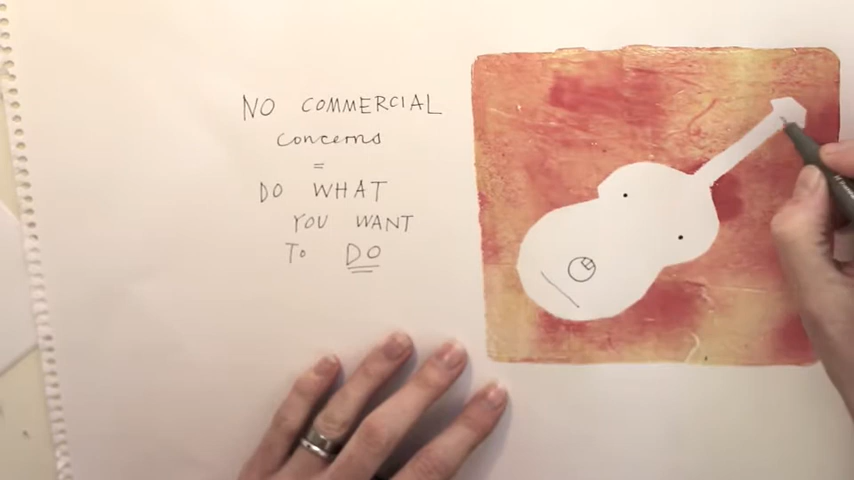 NO COMMERCIAL
concerns
=
DO WHAT
YOU WANT
TO DO